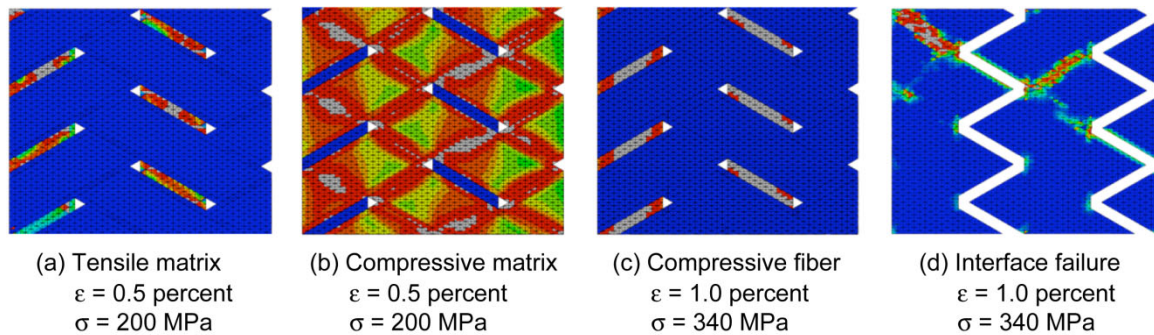 (a) Tensile matrix
ε = 0.5 percent
σ = 200 MPa
(b) Compressive matrix
ε = 0.5 percent
σ = 200 MPa
(c) Compressive fiber
ε = 1.0 percent
σ = 340 MPa
(d) Interface failure
ε = 1.0 percent
σ = 340 MPa